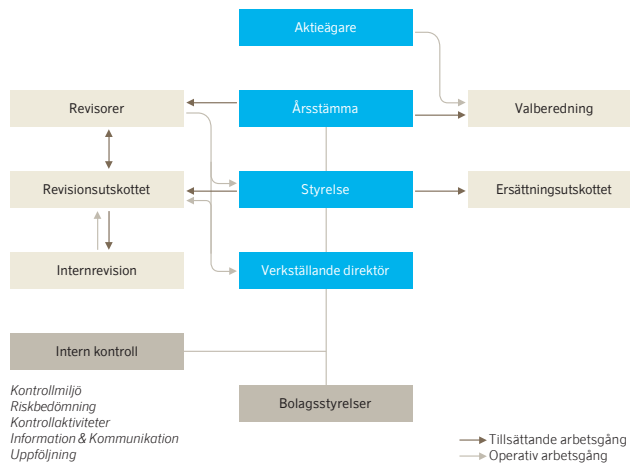 Aktieägare
Revisorer
Årsstämma
Valberedning
Revisionsutskottet
Styrelse
Ersättningsutskottet
Internrevision
Verkställande direktör
Intern kontroll
Kontrollmiljö
Riskbedömning
Kontrollaktiviteter
Information & Kommunikation
Uppföljning
Bolagsstyrelser
Tillsättande arbetsgång
Operativ arbetsgång